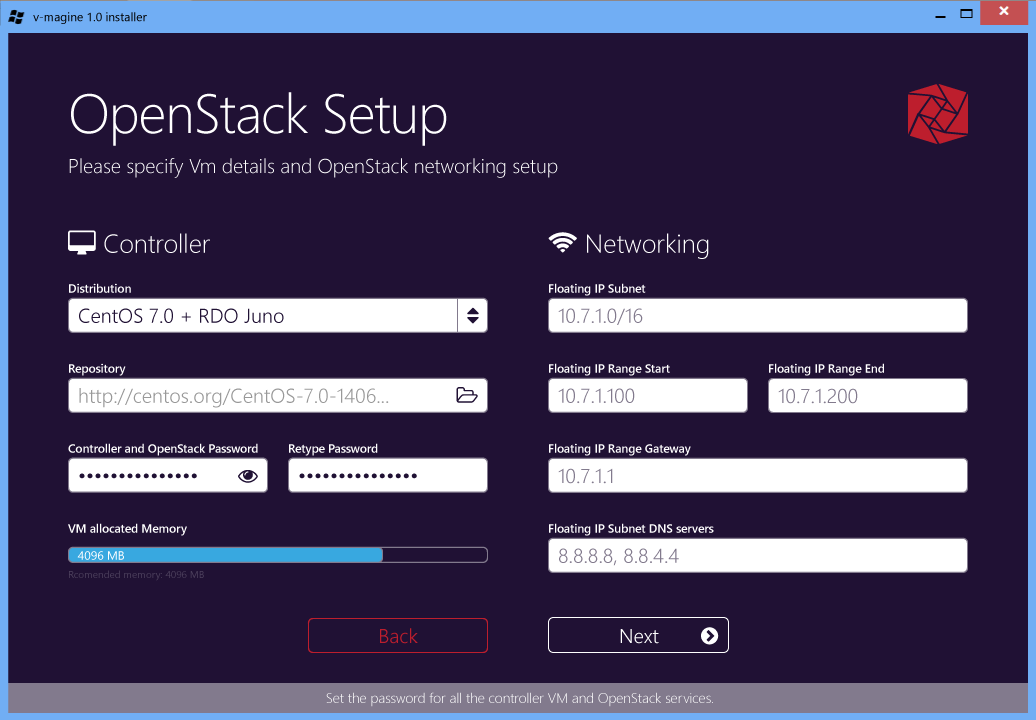 v-magine 1.0 installer
OpenStack Setup
Please specify Vm details and OpenStack networking setup
Controller
Distribution
CentOS 7.0 + RDO Juno
Repository
http://centos.org/CentOS-7.0-1406...
Controller and OpenStack Password
Retype Password
VM allocated Memory
4096 MB
Rcomended memory: 4096 MB
Networking
Floating IP Subnet
10.7.1.0/16
Floating IP Range Start
Floating IP Range End
10.7.1.100
10.7.1.200
Floating IP Range Gateway
10.7.1.1
Floating IP Subnet DNS servers
8.8.8.8, 8.8.4.4
Back
Next
Set the password for all the controller VM and OpenStack services.